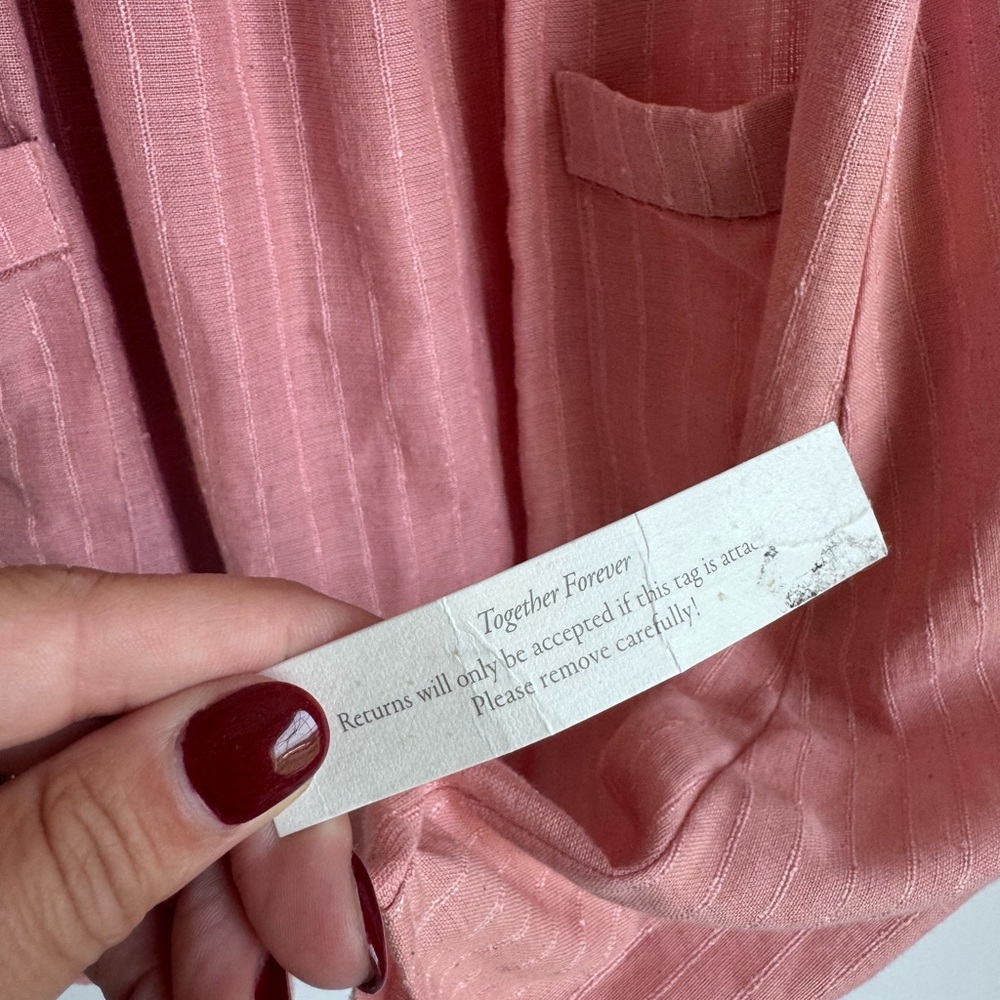 Together Forever
Returns will only be accepted if this tag is
Please remove carefully!